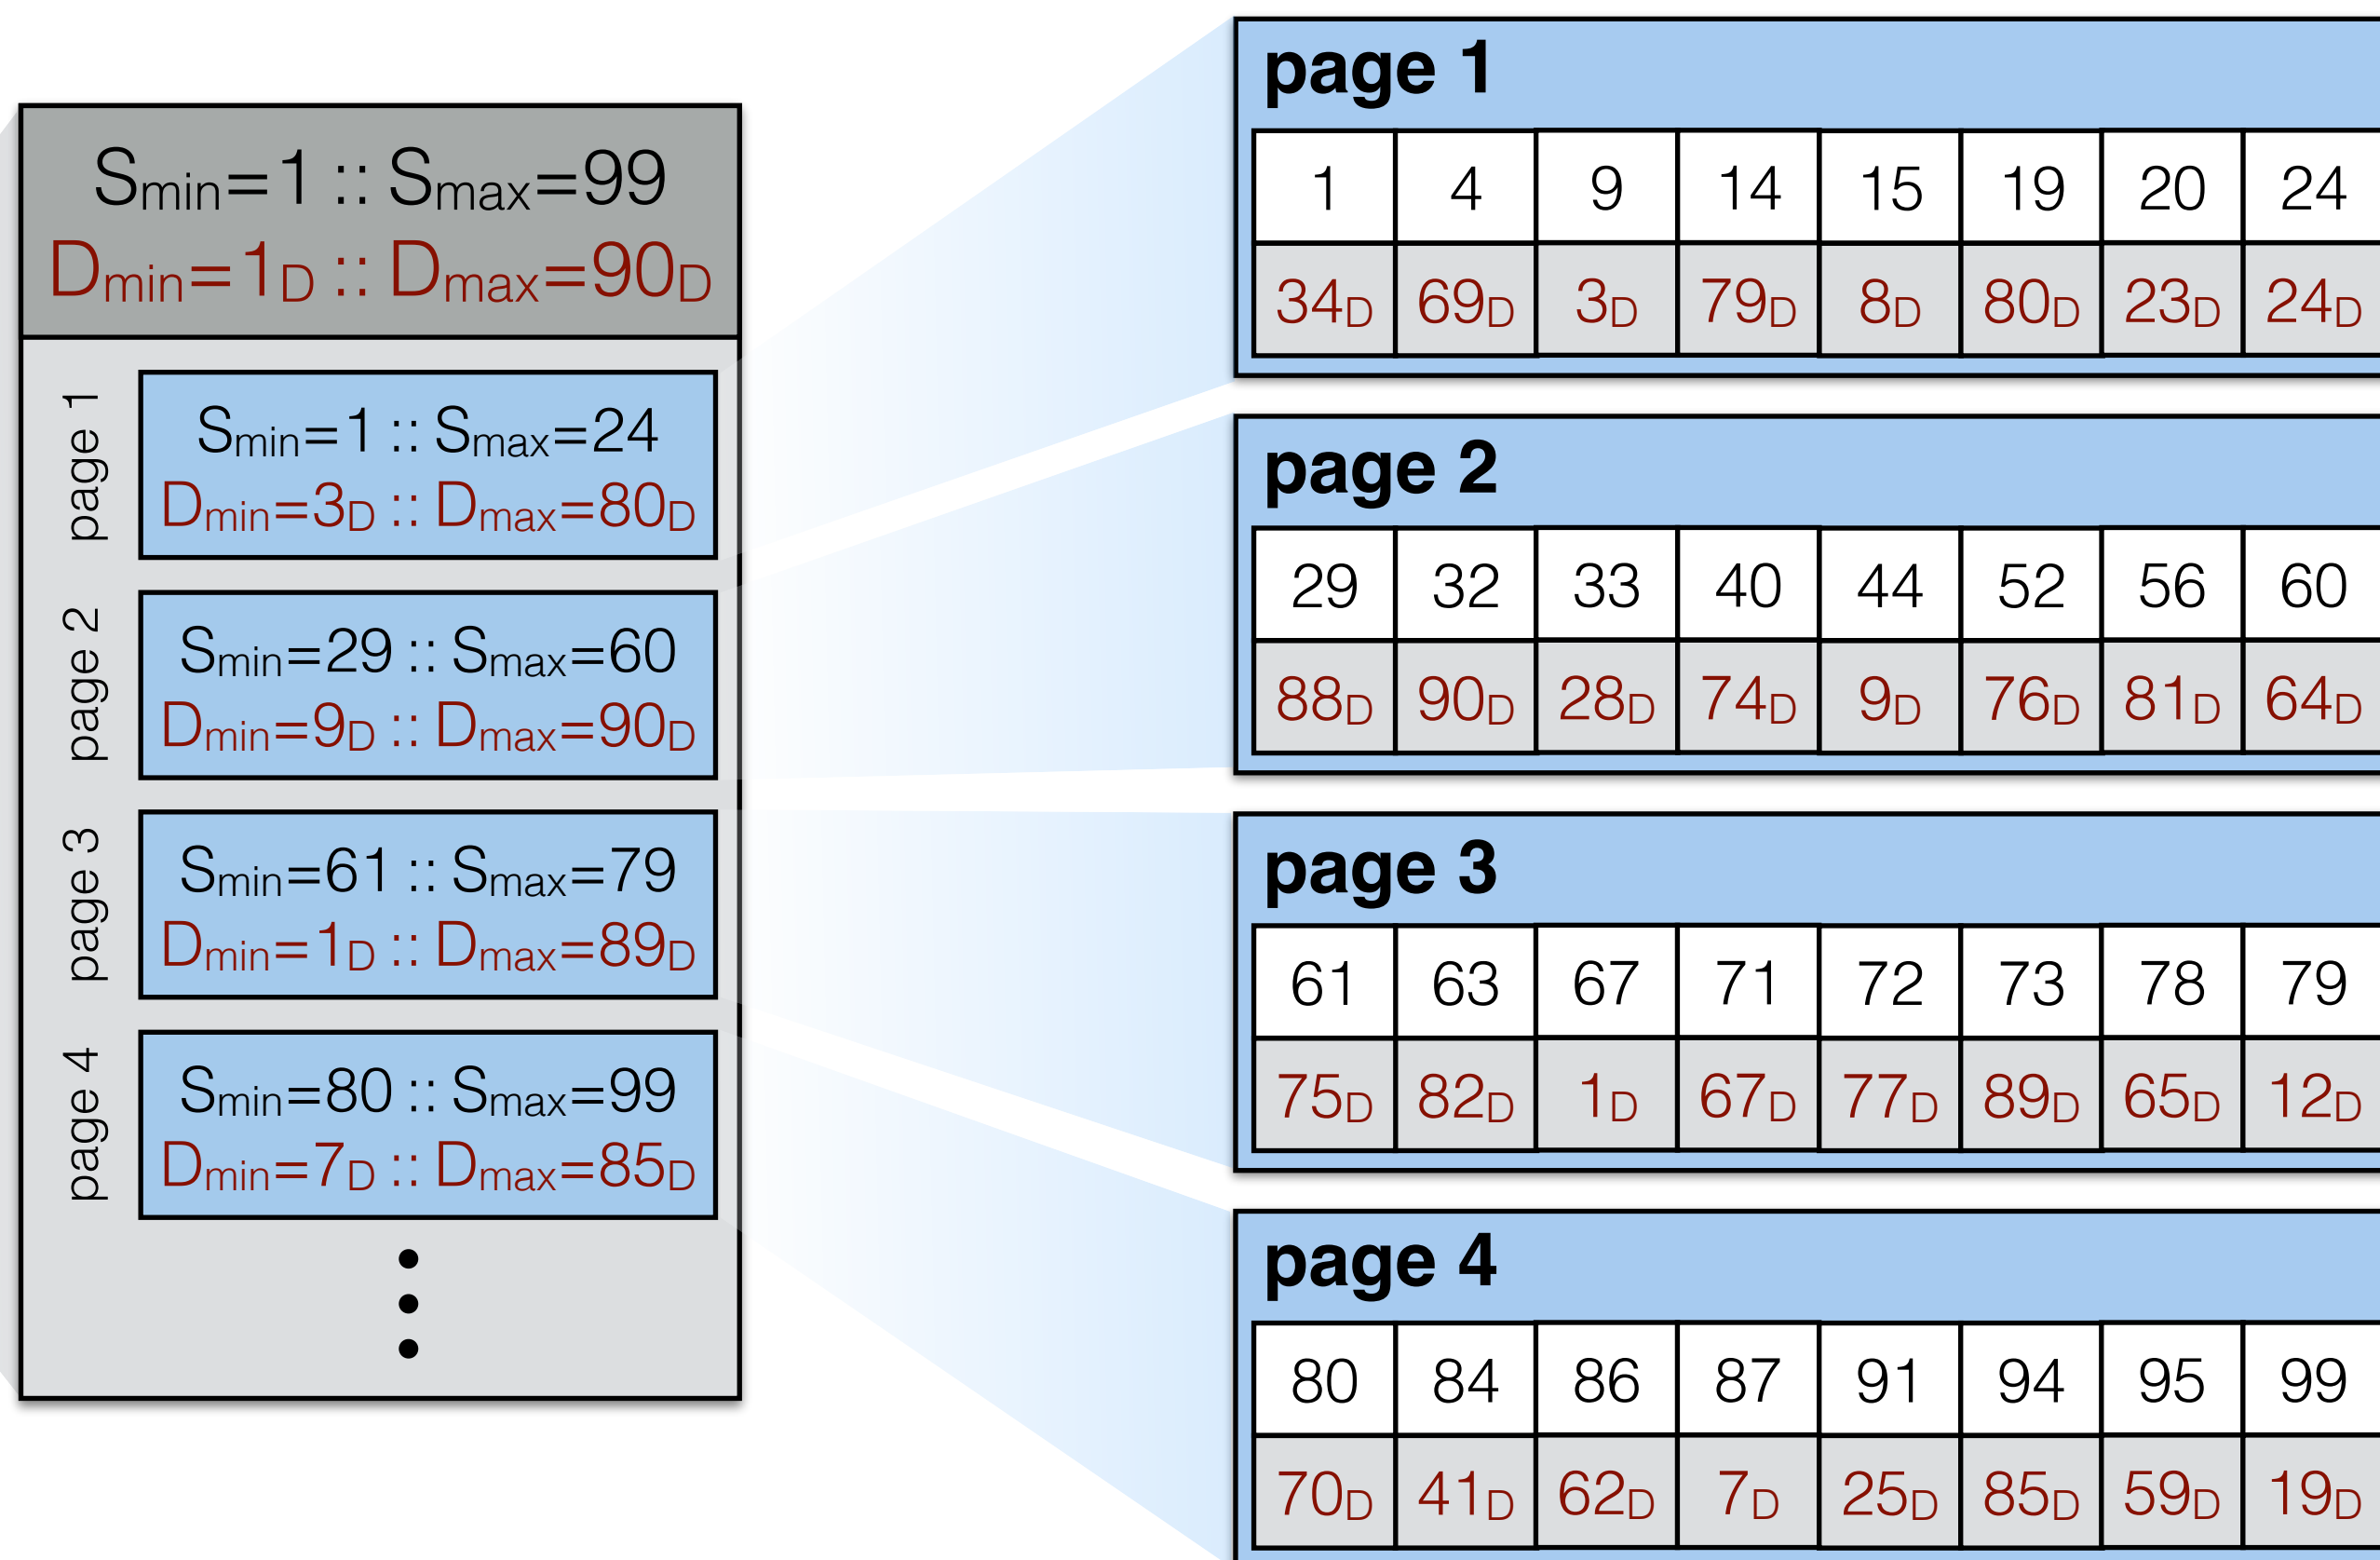 Smin=1 :: Smax=99
Dmin=1D :: Dmax=90D
page 1
Smin=1 :: Smax=24
Dmin=3D :: Dmax=80D
page 2
Smin=29 :: Smax=60
Dmin=9D :: Dmax=90D
page 3
Smin=61 :: Smax=79
Dmin=1D :: Dmax=89D
page 4
Smin=80 :: Smax=99
Dmin=7D :: Dmax=85D
page 1
1 4 9 14 15 19 20 24
34D 69D 3D 79D 8D 80D 23D 24D
page 2
29 32 33 40 44 52 56 60
88D 90D 28D 74D 9D 76D 81D 64D
page 3
61 63 67 71 72 73 78 79
75D 82D 1D 67D 77D 89D 65D 12D
page 4
80 84 86 87 91 94 95 99
70D 41D 62D 7D 25D 85D 59D 19D